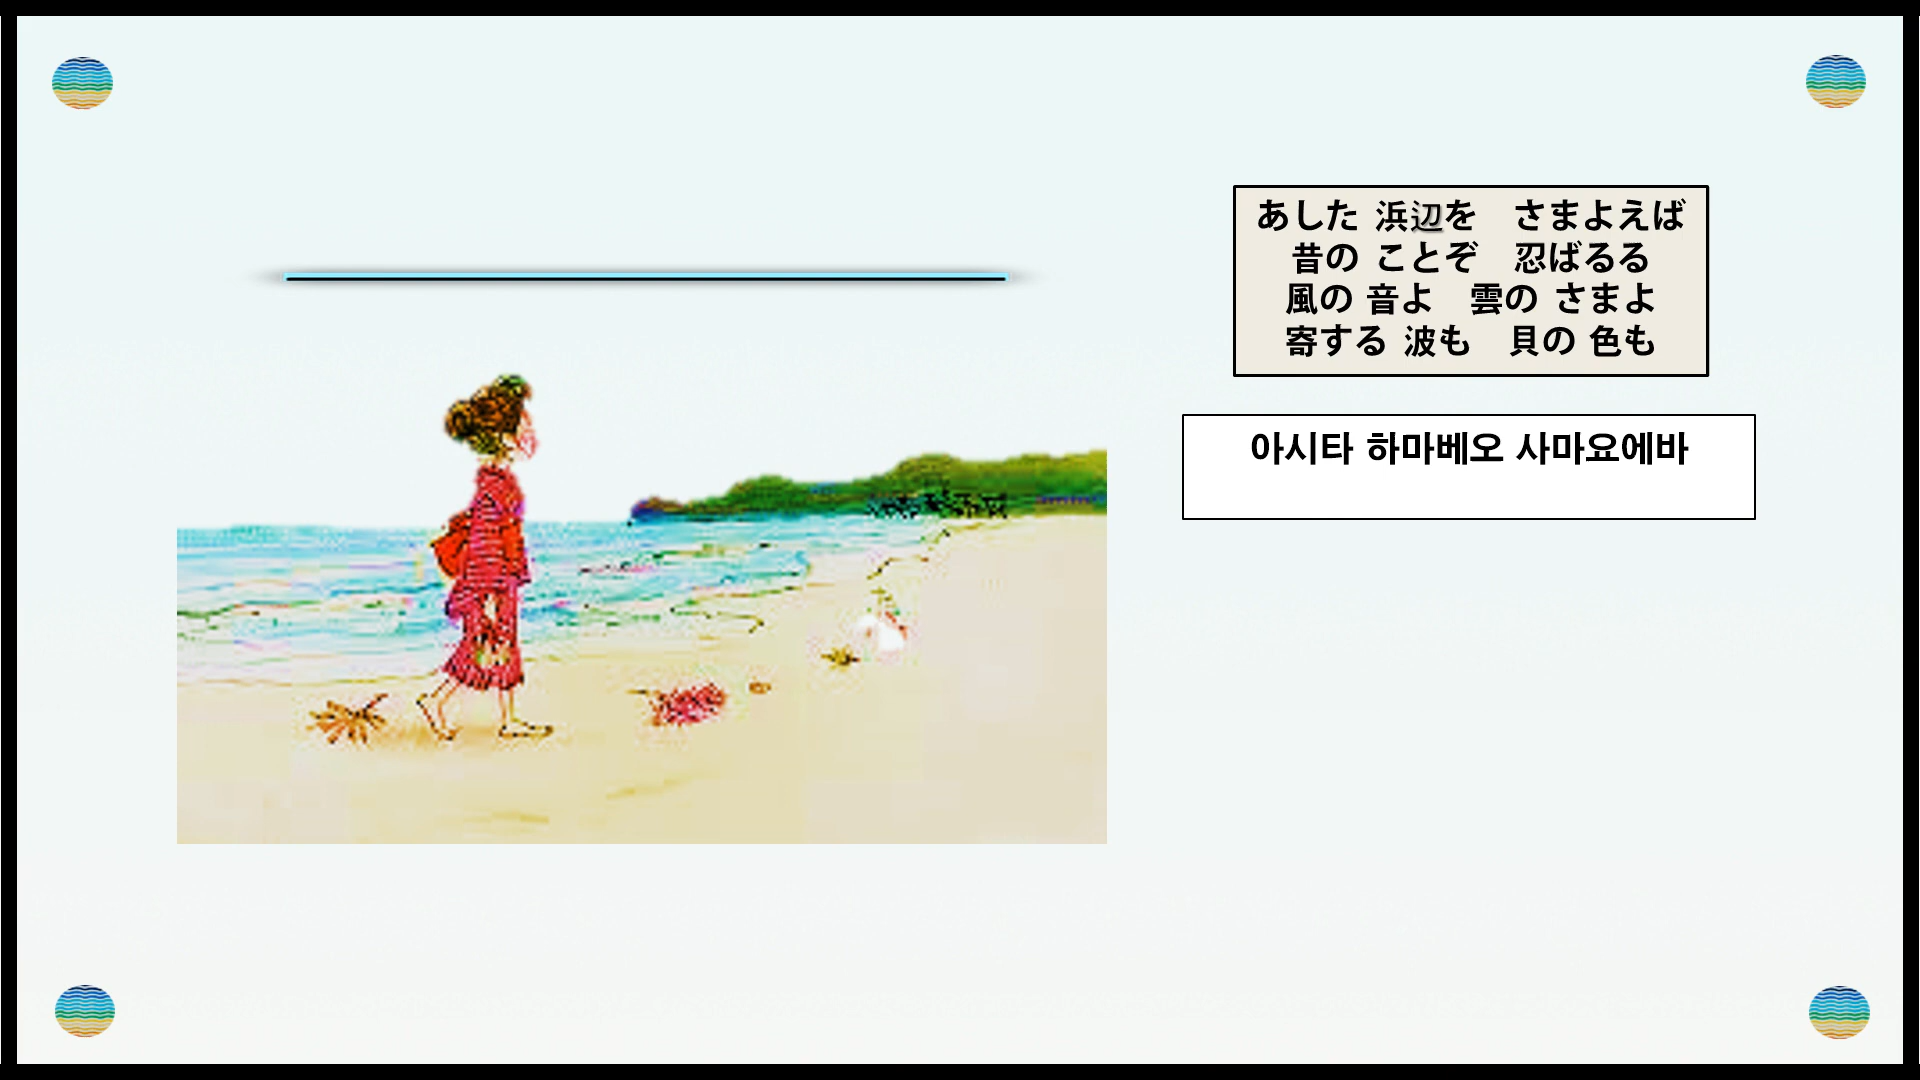 あした 浜辺を　さまよえば
昔の ことぞ　忍ばるる
風の 音よ　雲の さまよ
寄する 波も　貝の 色も
아시타 하마베오 사마요에바